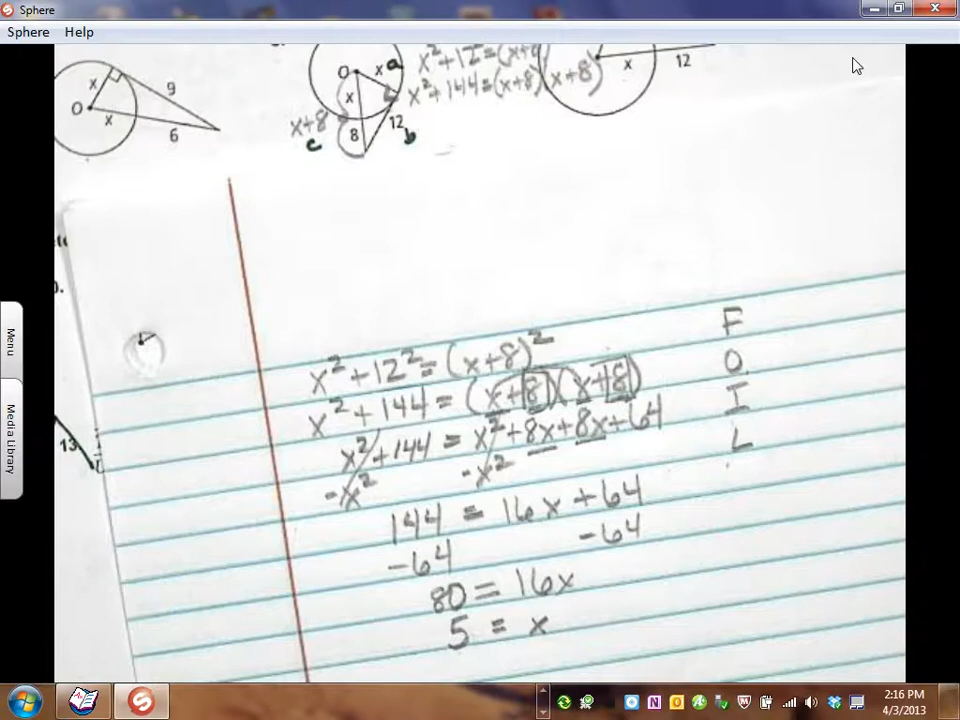 Sphere
Sphere Help
x
9
O
x
6
O
x a
x
x+8
c
8
12
b
x² + 12 = (x+8
x² + 144 = (x+8)(x+8)
x
12
Menu
Media Library
13
x² + 12² = (x+8)²
x² + 144 = (x+8)(x+8)
x² + 144 = x² + 8x + 8x + 64
-x² -x²
144 = 16x + 64
-64 -64
80 = 16x
5 = x
F
O
I
L
2:16 PM
4/3/2013